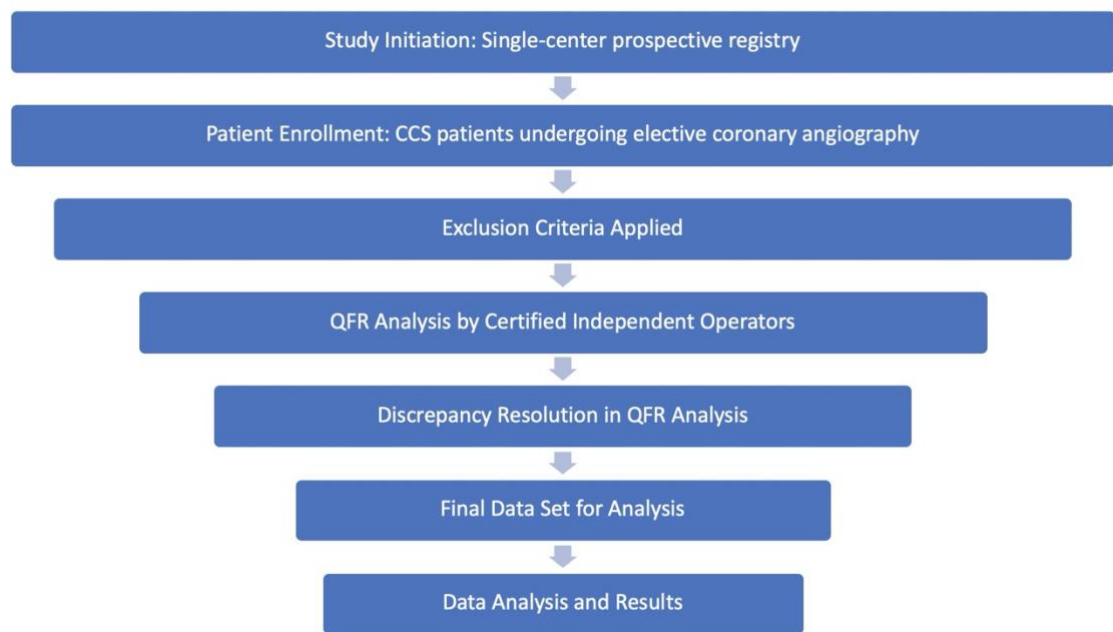 Study Initiation: Single-center prospective registry
Patient Enrollment: CCS patients undergoing elective coronary angiography
Exclusion Criteria Applied
QFR Analysis by Certified Independent Operators
Discrepancy Resolution in QFR Analysis
Final Data Set for Analysis
Data Analysis and Results